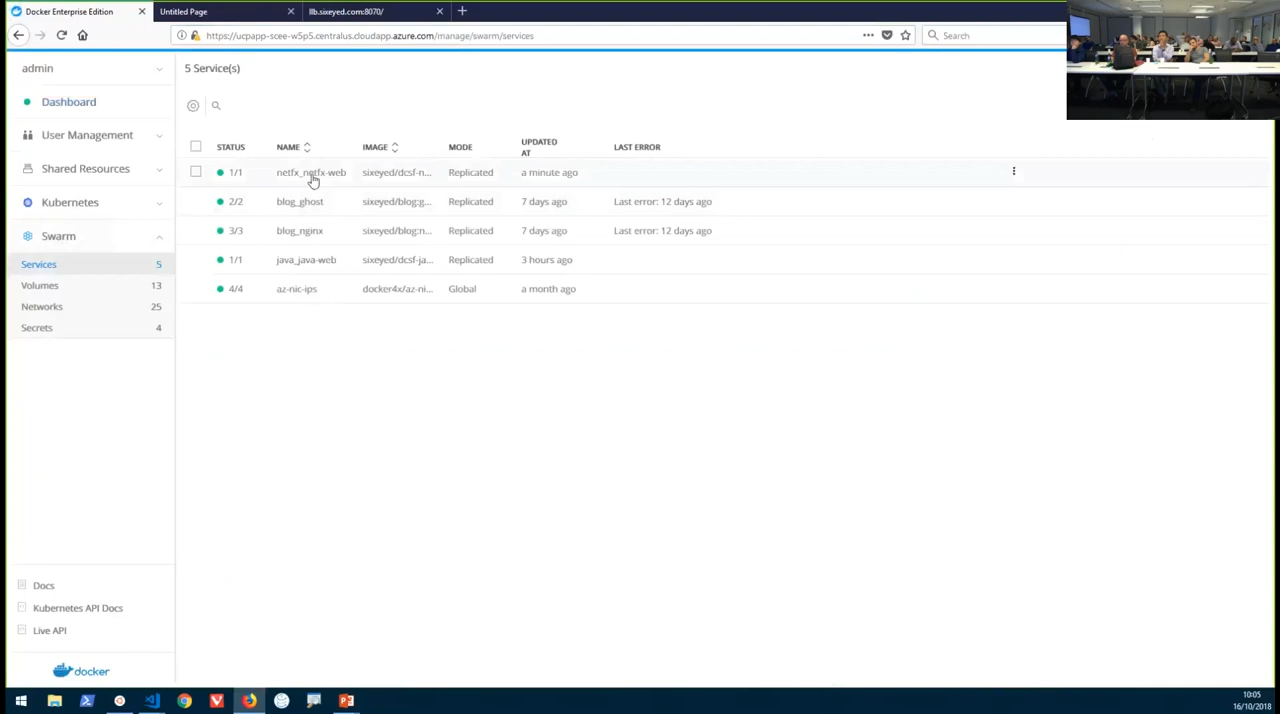 Docker Enterprise Edition
Untitled Page
llb.sixeyed.com:8070/
https://ucpapp-scee-w5p5.centralus.cloudapp.azure.com/manage/swarm/services
Search
admin
5 Service(s)
Dashboard
User Management
Shared Resources
Kubernetes
Swarm
Services 5
Volumes 13
Networks 25
Secrets 4
STATUS NAME IMAGE MODE UPDATED AT LAST ERROR
1/1 netfx_netfx-web sixeyed/dcsf-n... Replicated a minute ago
2/2 blog_ghost sixeyed/blog:g... Replicated 7 days ago Last error: 12 days ago
3/3 blog_nginx sixeyed/blog:n... Replicated 7 days ago Last error: 12 days ago
1/1 java_java-web sixeyed/dcsf-ja... Replicated 3 hours ago
4/4 az-nic-ips docker4x/az-ni... Global a month ago
Docs
Kubernetes API Docs
Live API
docker
10:05
16/10/2018